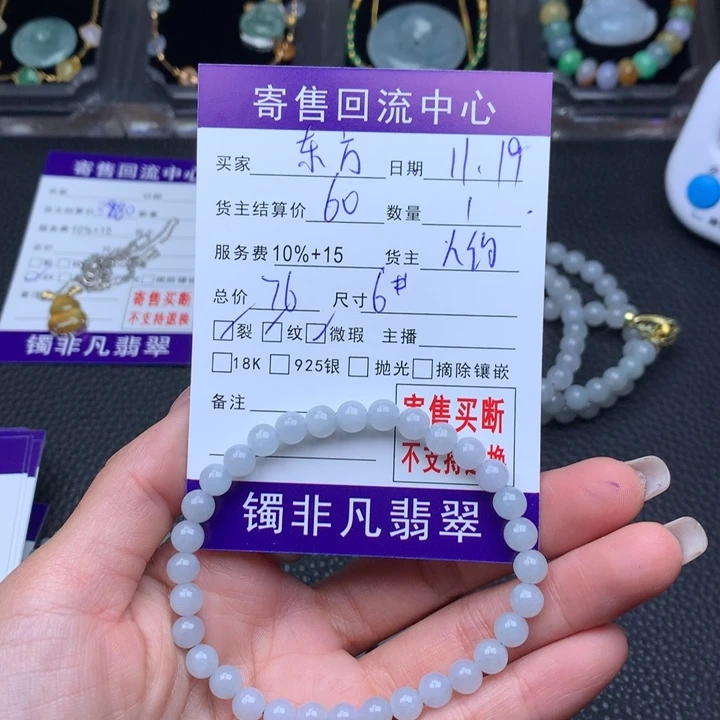 寄售回流中心
买家 东方 日期 11.19
货主结算价 60 数量 1
服务费 10%+15 货主
总价 76 尺寸 6#
裂 纹 微瑕 主播
18K 925银 抛光 摘除镶嵌
备注
寄售买断
不支持退换
镯非凡翡翠
寄售回流中心
寄售买断
不支持退换
镯非凡翡翠